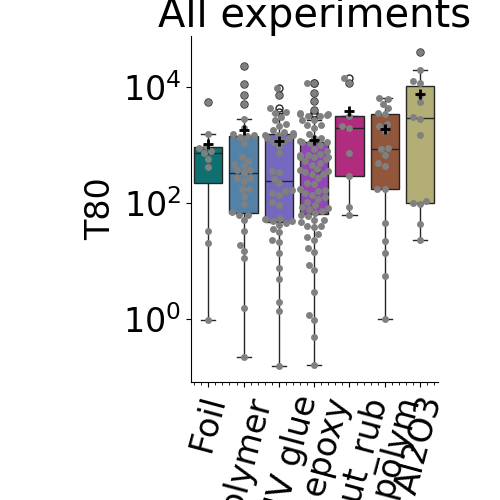 All experiments
T80
10^4
10^2
10^0
Foil
olymer
glue
epoxy
ut_rub
polym
Al2O3